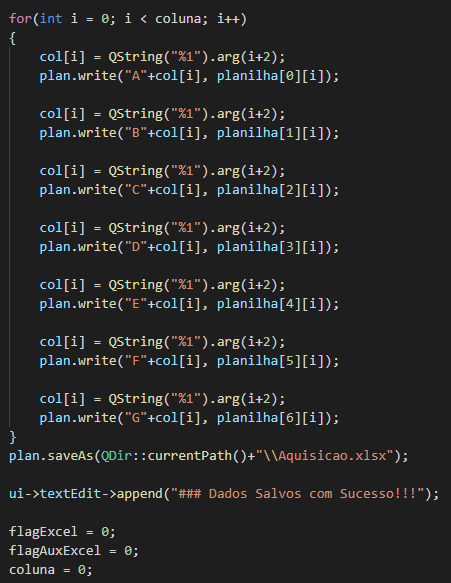 for(int i = 0; i < coluna; i++)
{
    col[i] = QString("%1").arg(i+2);
    plan.write("A"+col[i], planilha[0][i]);

    col[i] = QString("%1").arg(i+2);
    plan.write("B"+col[i], planilha[1][i]);

    col[i] = QString("%1").arg(i+2);
    plan.write("C"+col[i], planilha[2][i]);

    col[i] = QString("%1").arg(i+2);
    plan.write("D"+col[i], planilha[3][i]);

    col[i] = QString("%1").arg(i+2);
    plan.write("E"+col[i], planilha[4][i]);

    col[i] = QString("%1").arg(i+2);
    plan.write("F"+col[i], planilha[5][i]);

    col[i] = QString("%1").arg(i+2);
    plan.write("G"+col[i], planilha[6][i]);
}
plan.saveAs(QDir::currentPath()+"\\Aquisicao.xlsx");

ui->textEdit->append("### Dados Salvos com Sucesso!!!");

flagExcel = 0;
flagAuxExcel = 0;
coluna = 0;